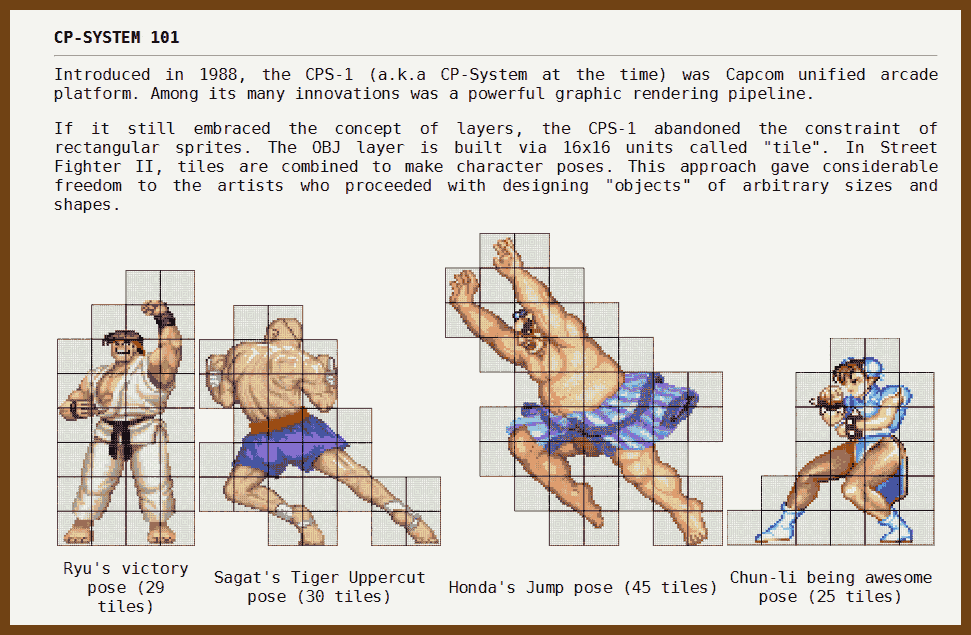 CP-SYSTEM 101
Introduced in 1988, the CPS-1 (a.k.a CP-System at the time) was Capcom unified arcade
platform. Among its many innovations was a powerful graphic rendering pipeline.
If it still embraced the concept of layers, the CPS-1 abandoned the constraint of
rectangular sprites. The OBJ layer is built via 16x16 units called "tile". In Street
Fighter II, tiles are combined to make character poses. This approach gave considerable
freedom to the artists who proceeded with designing "objects" of arbitrary sizes and
shapes.
Ryu's victory
pose (29
tiles)
Sagat's Tiger Uppercut
pose (30 tiles)
Honda's Jump pose (45 tiles)
Chun-li being awesome
pose (25 tiles)